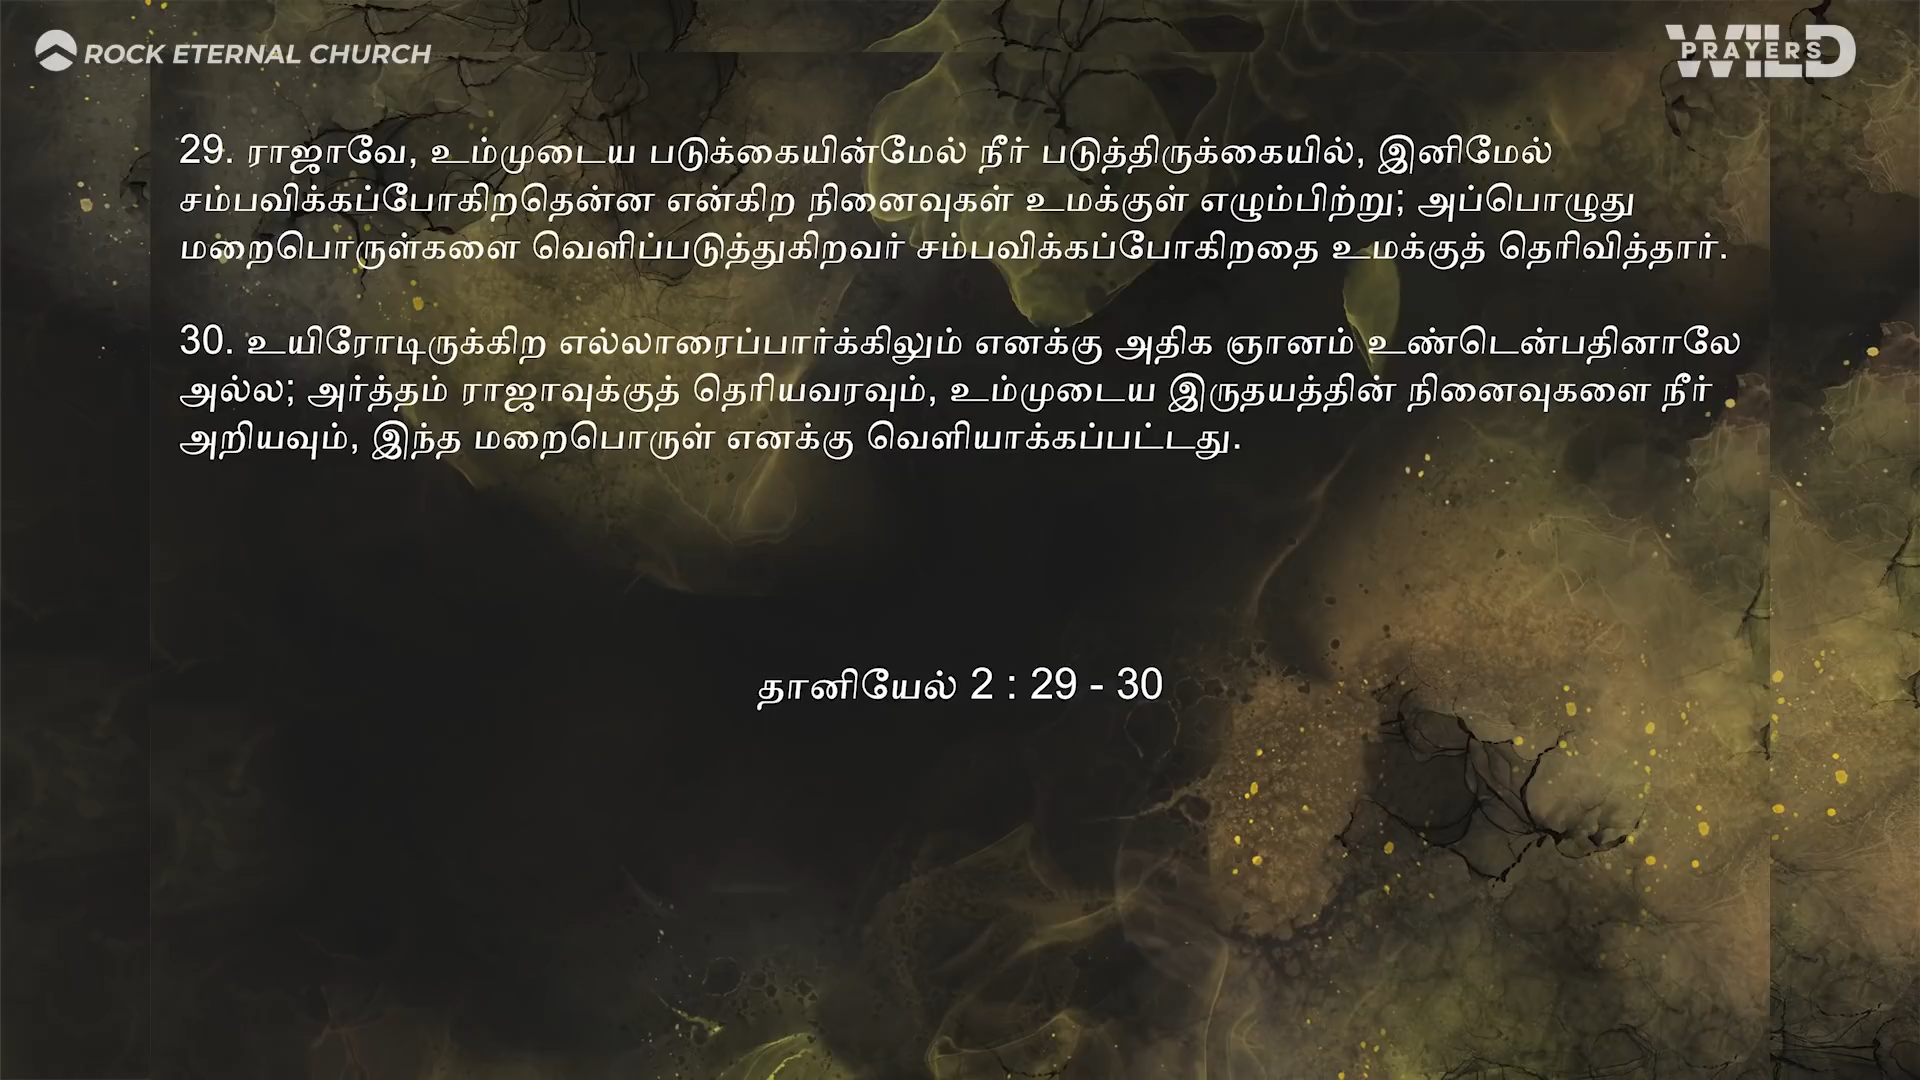 ROCK ETERNAL CHURCH
WILD
PRAYERS
29. ராஜாவே, உம்முடைய படுக்கையின்மேல் நீர் படுத்திருக்கையில், இனிமேல்
சம்பவிக்கப்போகிறதென்ன என்கிற நினைவுகள் உமக்குள் எழும்பிற்று; அப்பொழுது
மறைபொருள்களை வெளிப்படுத்துகிறவர் சம்பவிக்கப்போகிறதை உமக்குத் தெரிவித்தார்.
30. உயிரோடிருக்கிற எல்லாரைப்பார்க்கிலும் எனக்கு அதிக ஞானம் உண்டென்பதினாலே
அல்ல; அர்த்தம் ராஜாவுக்குத் தெரியவரவும், உம்முடைய இருதயத்தின் நினைவுகளை நீர்
அறியவும், இந்த மறைபொருள் எனக்கு வெளியாக்கப்பட்டது.
தானியேல் 2 : 29 - 30